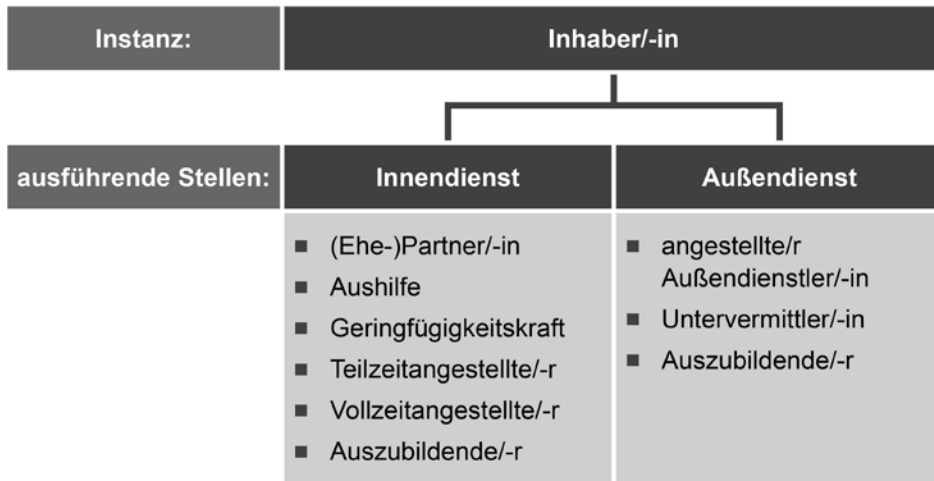 Instanz:
Inhaber/-in
ausführende Stellen:
Innendienst
Außendienst
(Ehe-)Partner/-in
Aushilfe
Geringfügigkeitskraft
Teilzeitangestellte/-r
Vollzeitangestellte/-r
Auszubildende/-r
angestellte/r
Außendienstler/-in
Untervermittler/-in
Auszubildende/-r